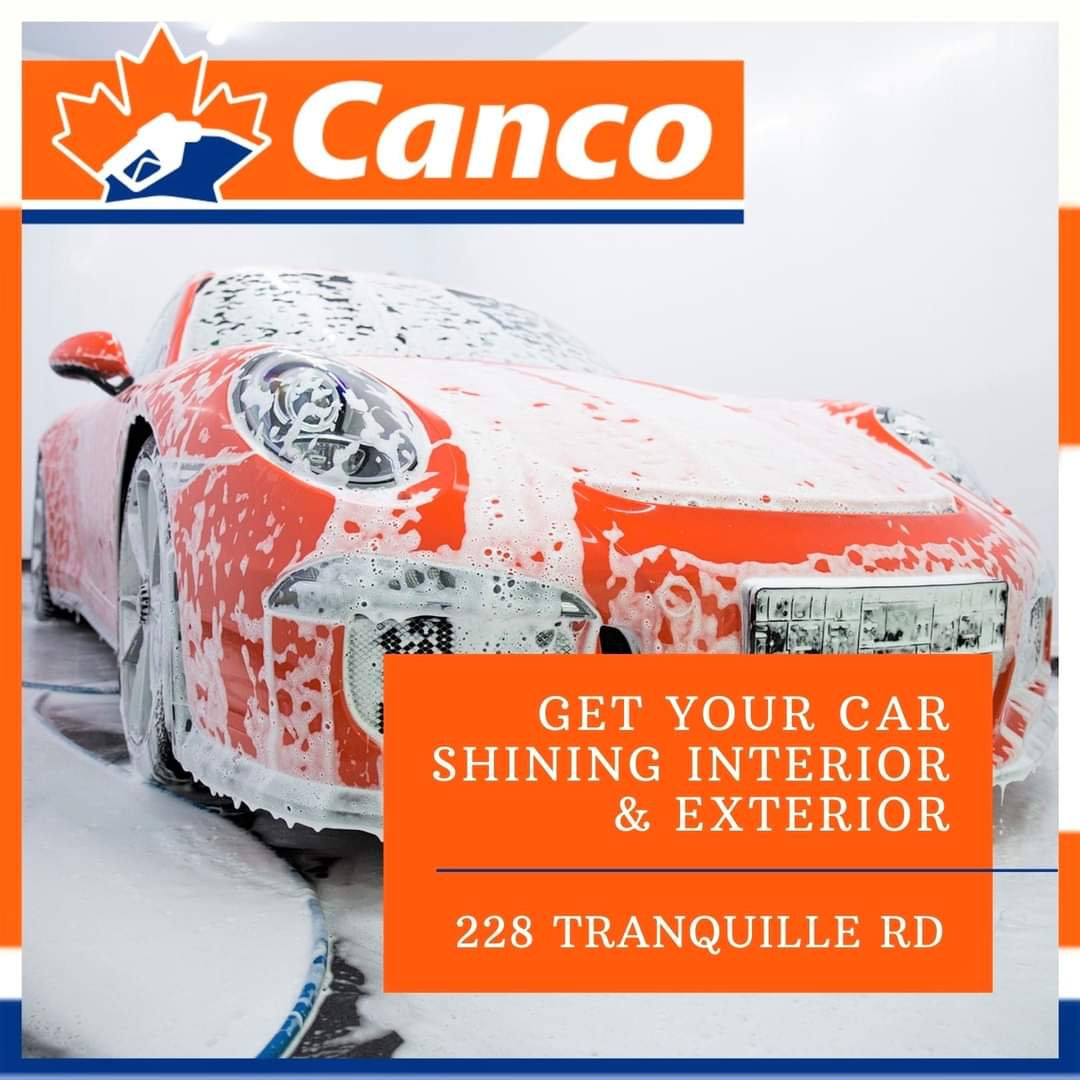 Canco
GET YOUR CAR
SHINING INTERIOR
& EXTERIOR
228 TRANQUILLE RD